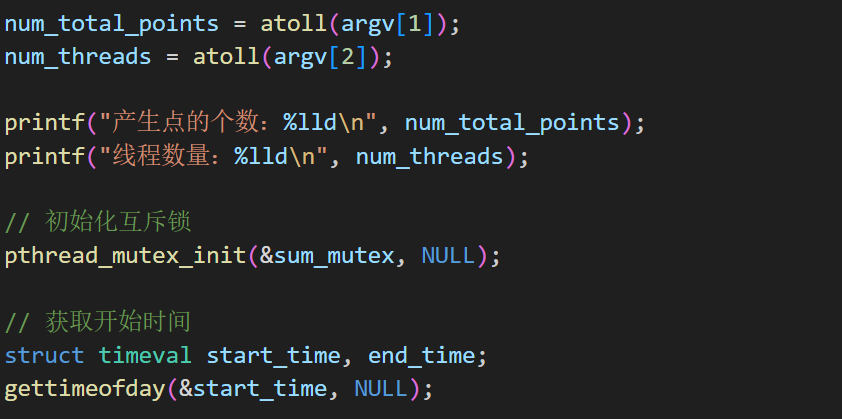 num_total_points = atoll(argv[1]);
num_threads = atoll(argv[2]);
printf("产生点的个数：%lld\n", num_total_points);
printf("线程数量：%lld\n", num_threads);
// 初始化互斥锁
pthread_mutex_init(&sum_mutex, NULL);
// 获取开始时间
struct timeval start_time, end_time;
gettimeofday(&start_time, NULL);